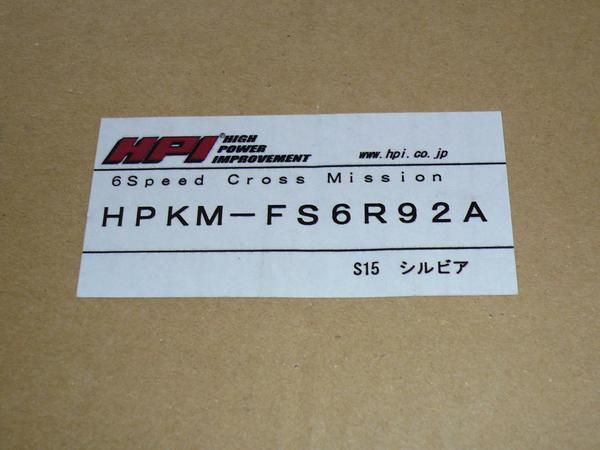 HPI ©HIGH
POWER
IMPROVEMENT
www.hpi.co.jp
6Speed Cross Mission
HPKM-FS6R92A
S15 シルビア